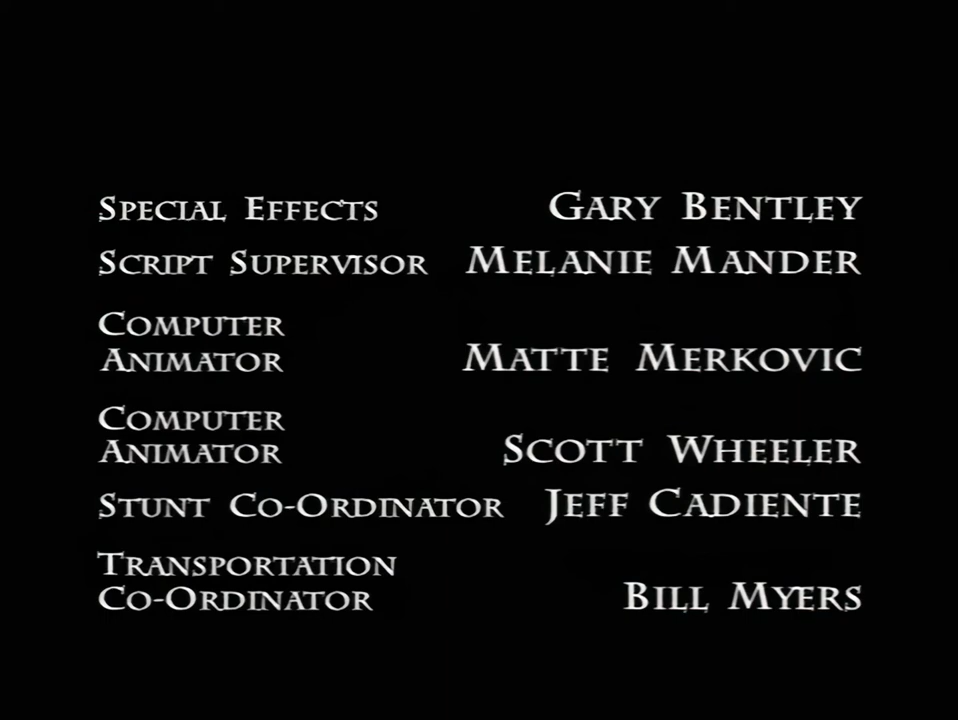 Special Effects Gary Bentley
Script Supervisor Melanie Mander
Computer
Animator Matte Merkovic
Computer
Animator Scott Wheeler
Stunt Co-Ordinator Jeff Cadiente
Transportation
Co-Ordinator Bill Myers